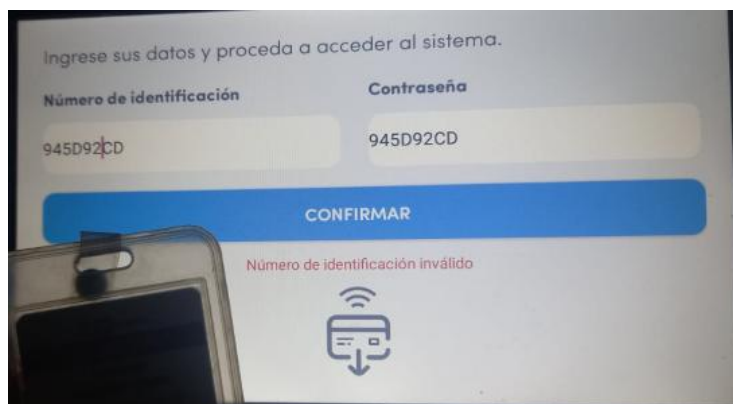 Ingrese sus datos y proceda a acceder al sistema.
Número de identificación
Contraseña
945D92CD
945D92CD
CONFIRMAR
Número de identificación inválido